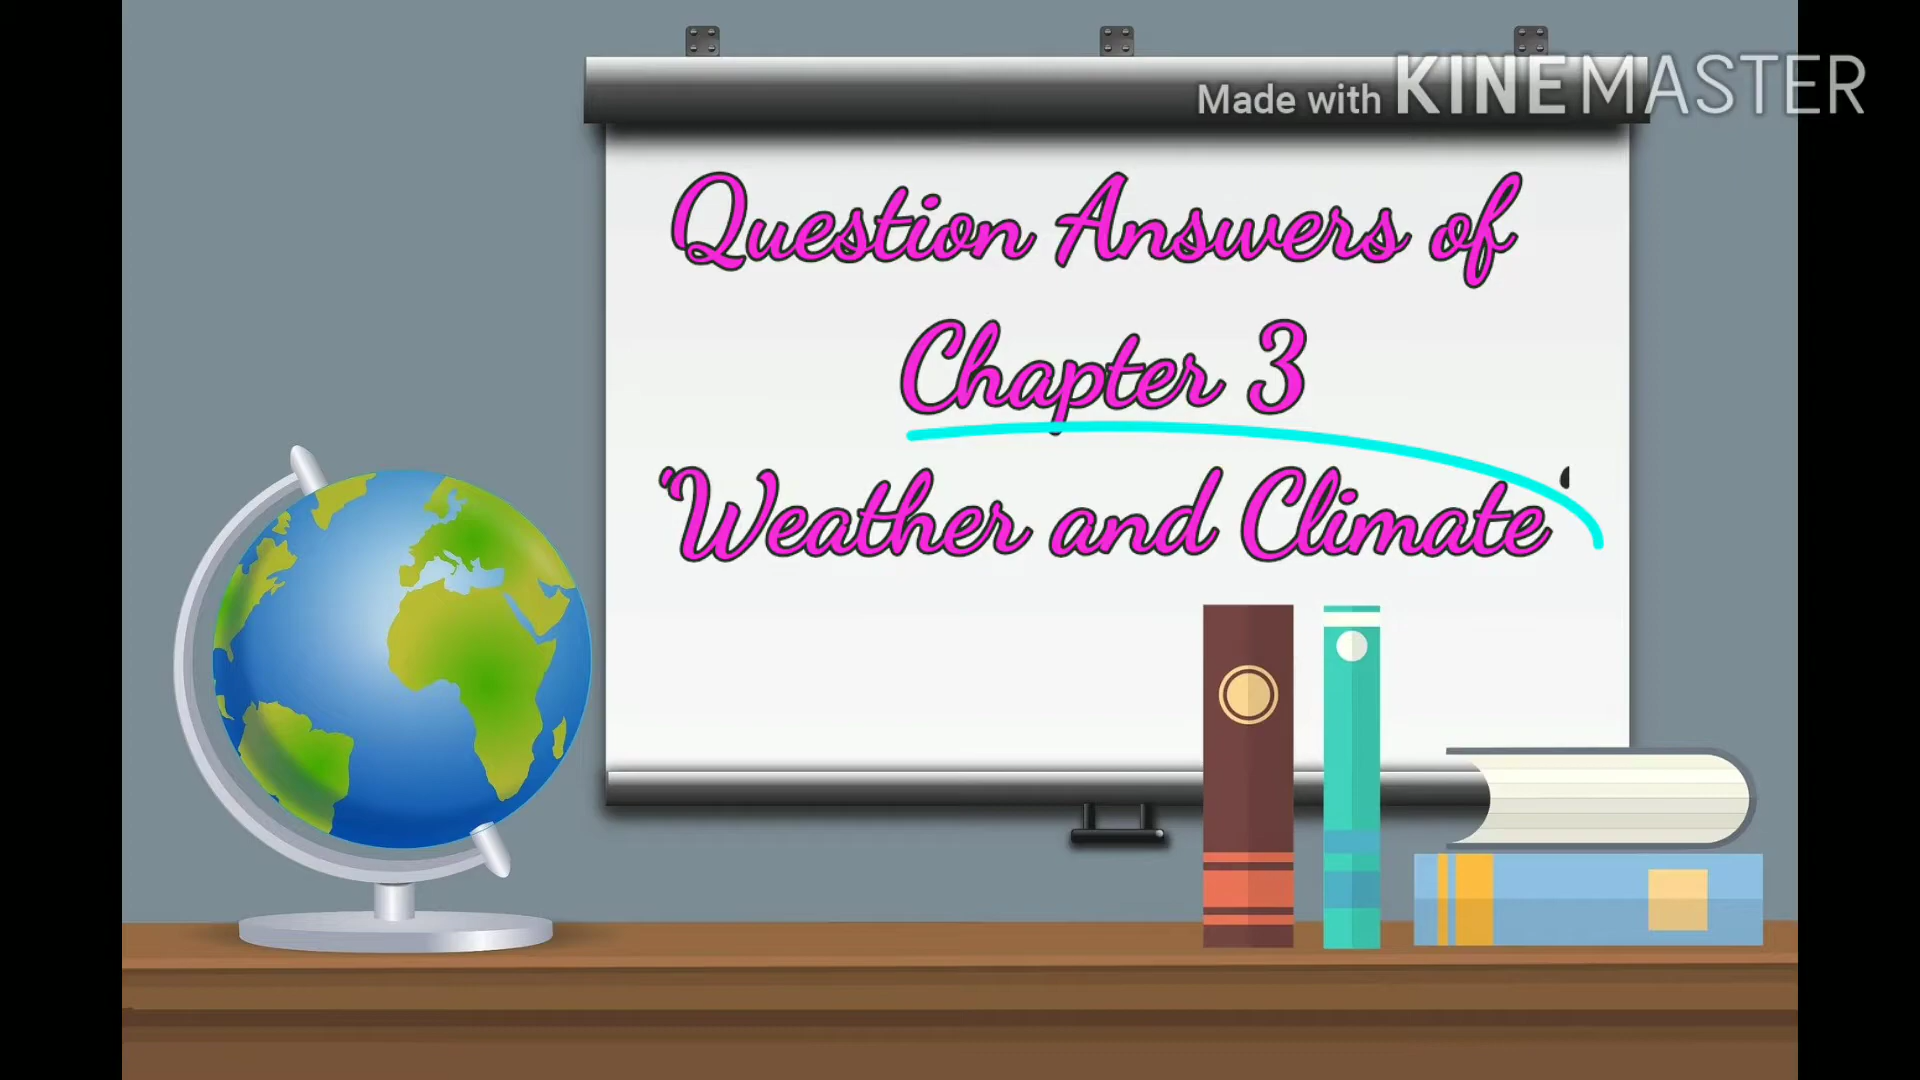 Made with KINEMASTER
Question Answers of
Chapter 3
'Weather and Climate '